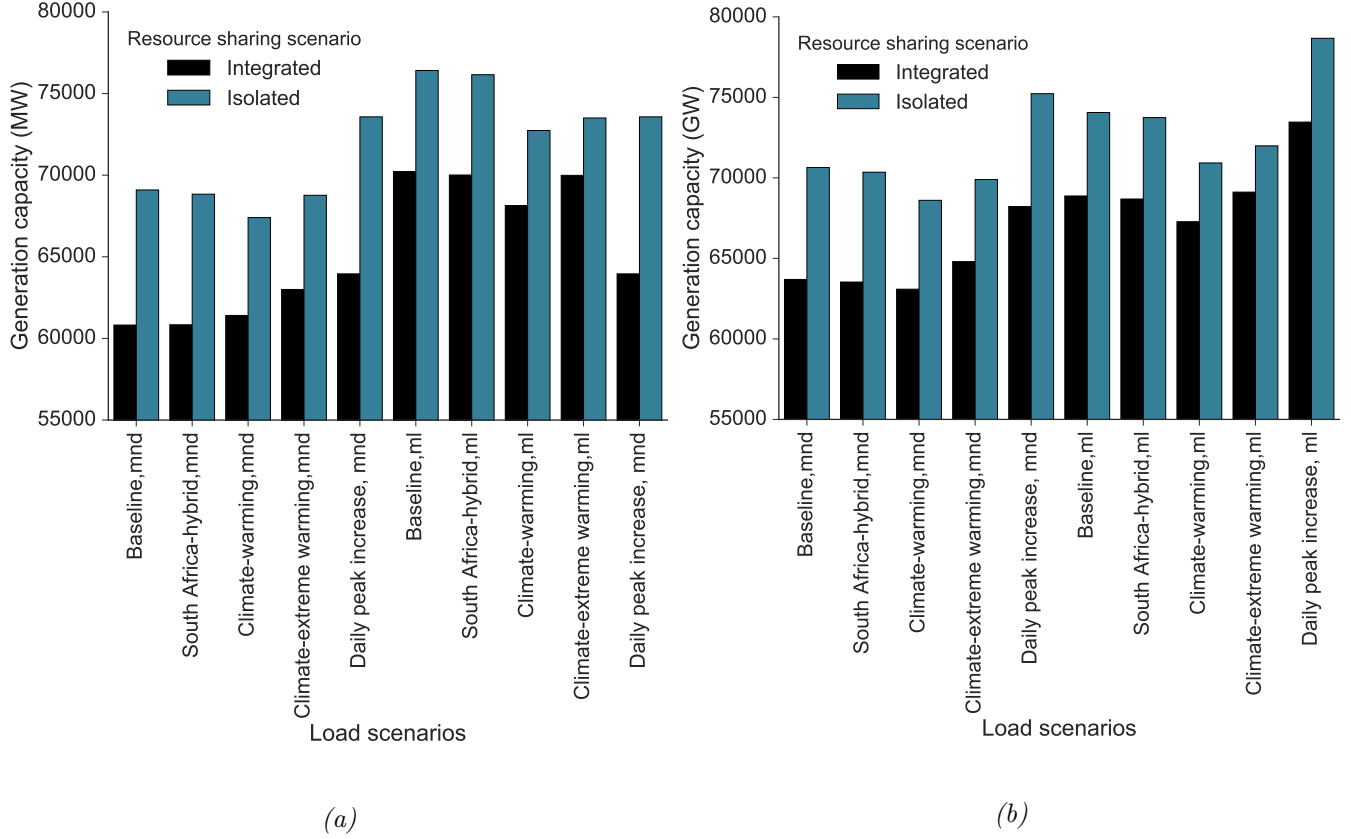 80000
75000
70000
65000
60000
55000
Generation capacity (MW)
Resource sharing scenario
Integrated
Isolated
Baseline,mnd
South Africa-hybrid,mnd
Climate-warming,mnd
Climate-extreme warming,mnd
Daily peak increase, mnd
Baseline,ml
South Africa-hybrid,ml
Climate-warming,ml
Climate-extreme warming,ml
Daily peak increase, mnd
Load scenarios
(a)
80000
75000
70000
65000
60000
55000
Generation capacity (GW)
Resource sharing scenario
Integrated
Isolated
Baseline,mnd
South Africa-hybrid,mnd
Climate-warming,mnd
Climate-extreme warming,mnd
Daily peak increase, mnd
Baseline,ml
South Africa-hybrid,ml
Climate-warming,ml
Climate-extreme warming,ml
Daily peak increase, ml
Load scenarios
(b)